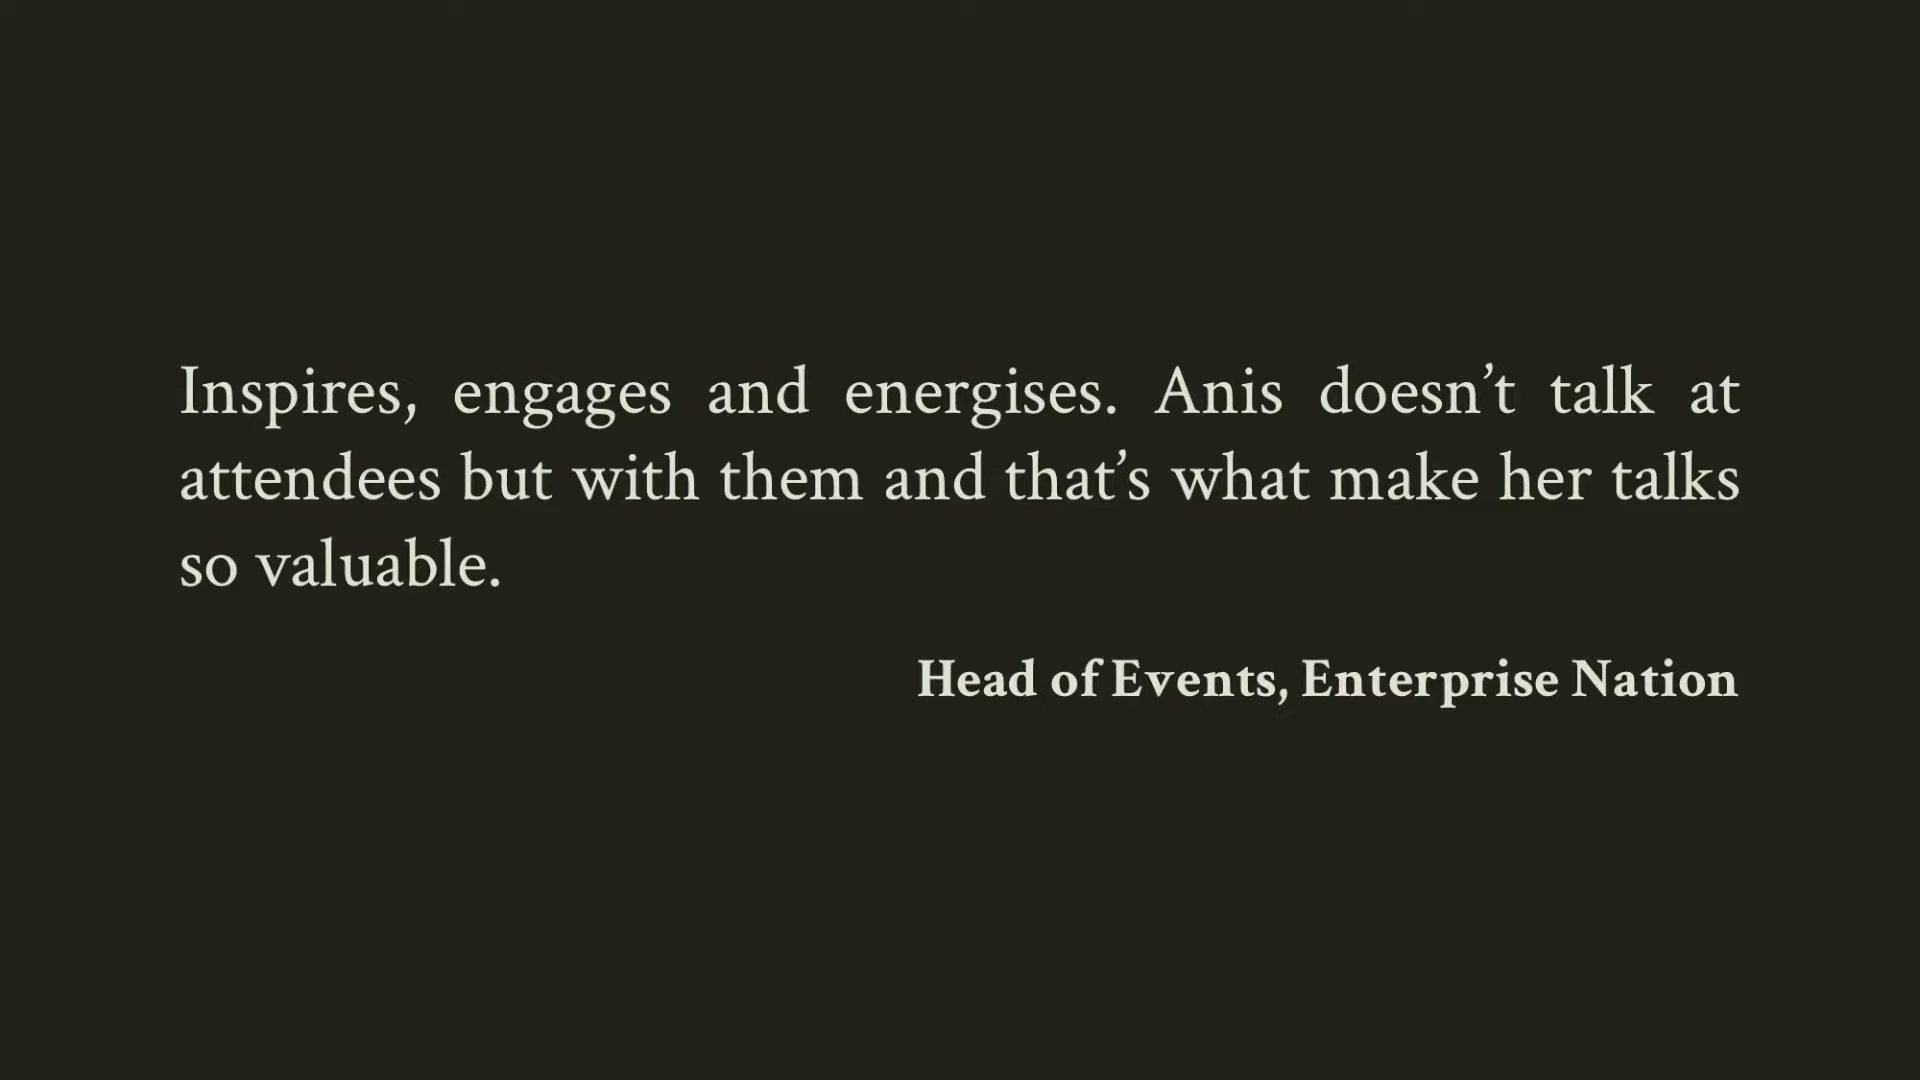 Inspires, engages and energises. Anis doesn’t talk at
attendees but with them and that’s what make her talks
so valuable.
Head of Events, Enterprise Nation